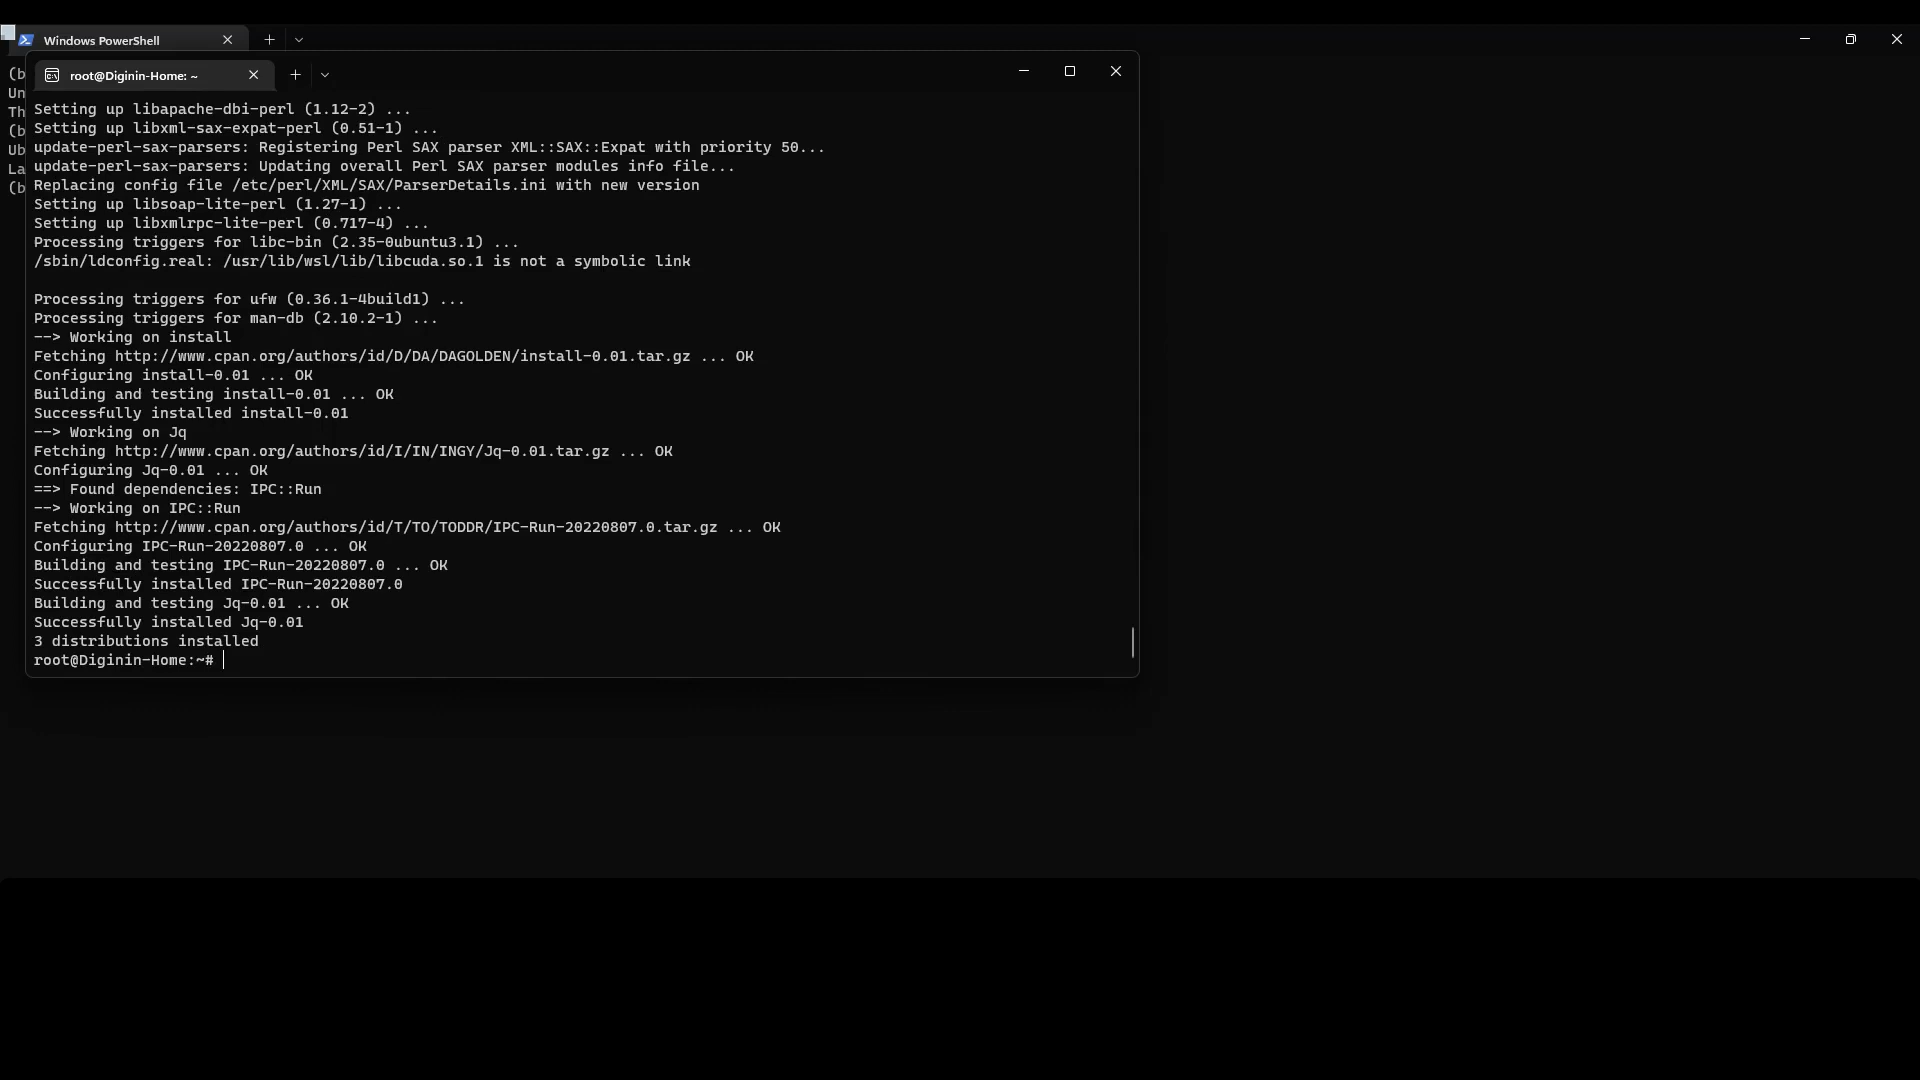 Windows PowerShell
(b
Un
Th
(b
Ub
La
(b
root@Diginin-Home: ~
Setting up libapache-dbi-perl (1.12-2) ...
Setting up libxml-sax-expat-perl (0.51-1) ...
update-perl-sax-parsers: Registering Perl SAX parser XML::SAX::Expat with priority 50...
update-perl-sax-parsers: Updating overall Perl SAX parser modules info file...
Replacing config file /etc/perl/XML/SAX/ParserDetails.ini with new version
Setting up libsoap-lite-perl (1.27-1) ...
Setting up libxmlrpc-lite-perl (0.717-4) ...
Processing triggers for libc-bin (2.35-0ubuntu3.1) ...
/sbin/ldconfig.real: /usr/lib/wsl/lib/libcuda.so.1 is not a symbolic link
Processing triggers for ufw (0.36.1-4build1) ...
Processing triggers for man-db (2.10.2-1) ...
--> Working on install
Fetching http://www.cpan.org/authors/id/D/DA/DAGOLDEN/install-0.01.tar.gz ... OK
Configuring install-0.01 ... OK
Building and testing install-0.01 ... OK
Successfully installed install-0.01
--> Working on Jq
Fetching http://www.cpan.org/authors/id/I/IN/INGY/Jq-0.01.tar.gz ... OK
Configuring Jq-0.01 ... OK
==> Found dependencies: IPC::Run
--> Working on IPC::Run
Fetching http://www.cpan.org/authors/id/T/TO/TODDR/IPC-Run-20220807.0.tar.gz ... OK
Configuring IPC-Run-20220807.0 ... OK
Building and testing IPC-Run-20220807.0 ... OK
Successfully installed IPC-Run-20220807.0
Building and testing Jq-0.01 ... OK
Successfully installed Jq-0.01
3 distributions installed
root@Diginin-Home:~#